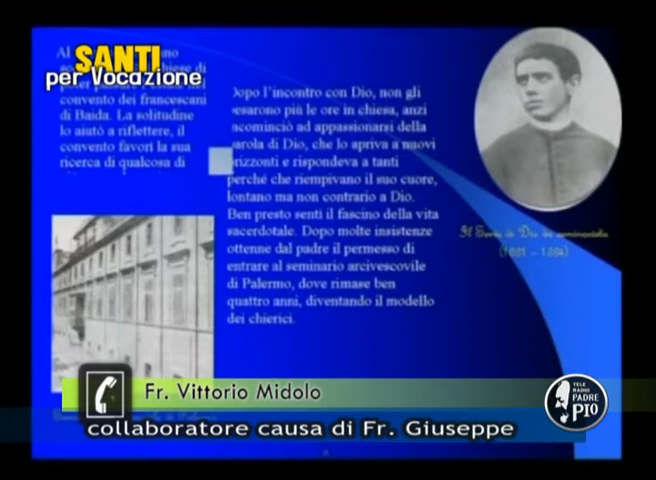 SANTI
per Vocazione
Al
convento dei francescani
di Baida. La solitudine
lo aiutò a riflettere, il
convento favorì la sua
ricerca di qualcosa di
Dopo l'incontro con Dio, non gli
pesarono più le ore in chiesa, anzi
incominciò ad appassionarsi della
parola di Dio, che lo apriva a nuovi
orizzonti e rispondeva a tanti
perché che riempivano il suo cuore,
lontano ma non contrario a Dio.
Ben presto sentì il fascino della vita
sacerdotale. Dopo molte insistenze
ottenne dal padre il permesso di
entrare al seminario arcivescovile
di Palermo, dove rimase ben
quattro anni, diventando il modello
dei chierici.
Il Servo di Dio da seminarista
(1881 - 1884)
Fr. Vittorio Midolo
collaboratore causa di Fr. Giuseppe
TELE
RADIO
PADRE
PIO